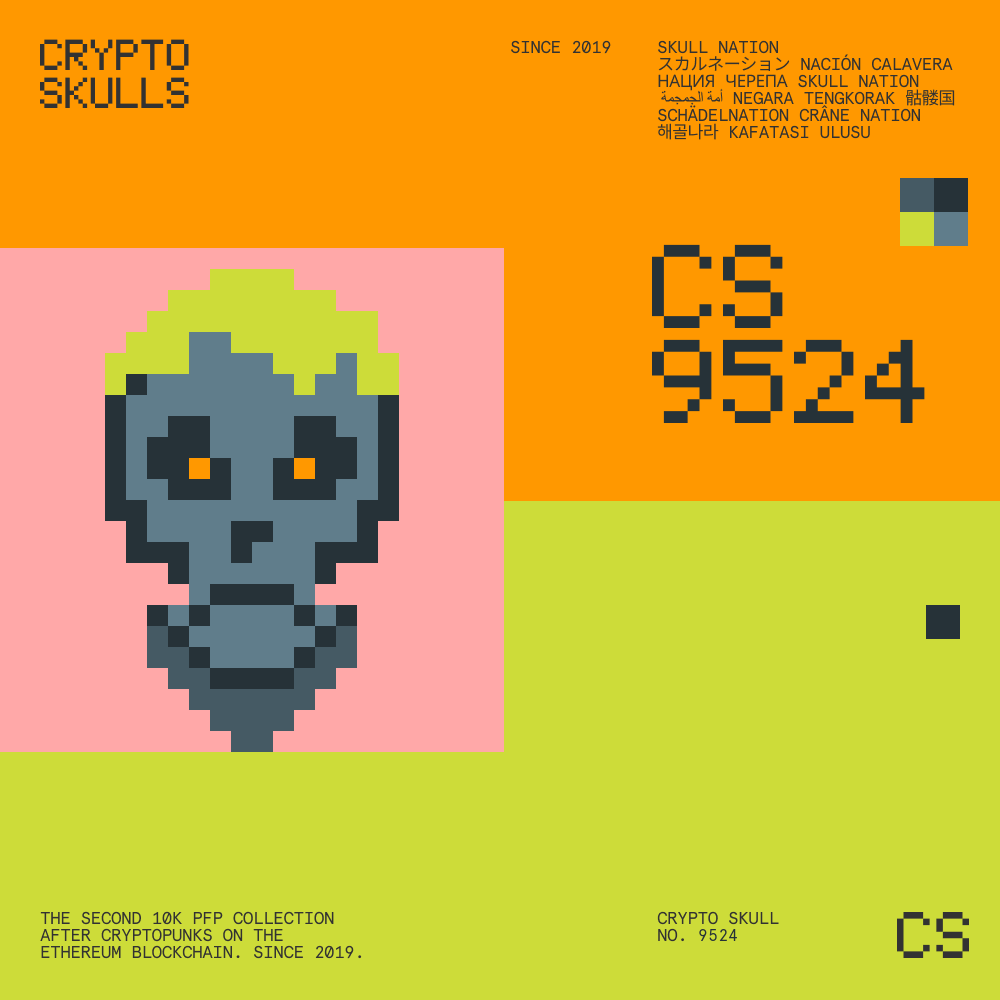 CRYPTO
SKULLS
SINCE 2019
SKULL NATION
スカルネーション NACIÓN CALAVERA
НАЦИЯ ЧЕРЕПА SKULL NATION
أمة الجمجمة NEGARA TENGKORAK 骷髅国
SCHÄDELNATION CRÂNE NATION
해골나라 KAFATASI ULUSU
CS
9524
THE SECOND 10K PFP COLLECTION
AFTER CRYPTOPUNKS ON THE
ETHEREUM BLOCKCHAIN. SINCE 2019.
CRYPTO SKULL
NO. 9524
CS